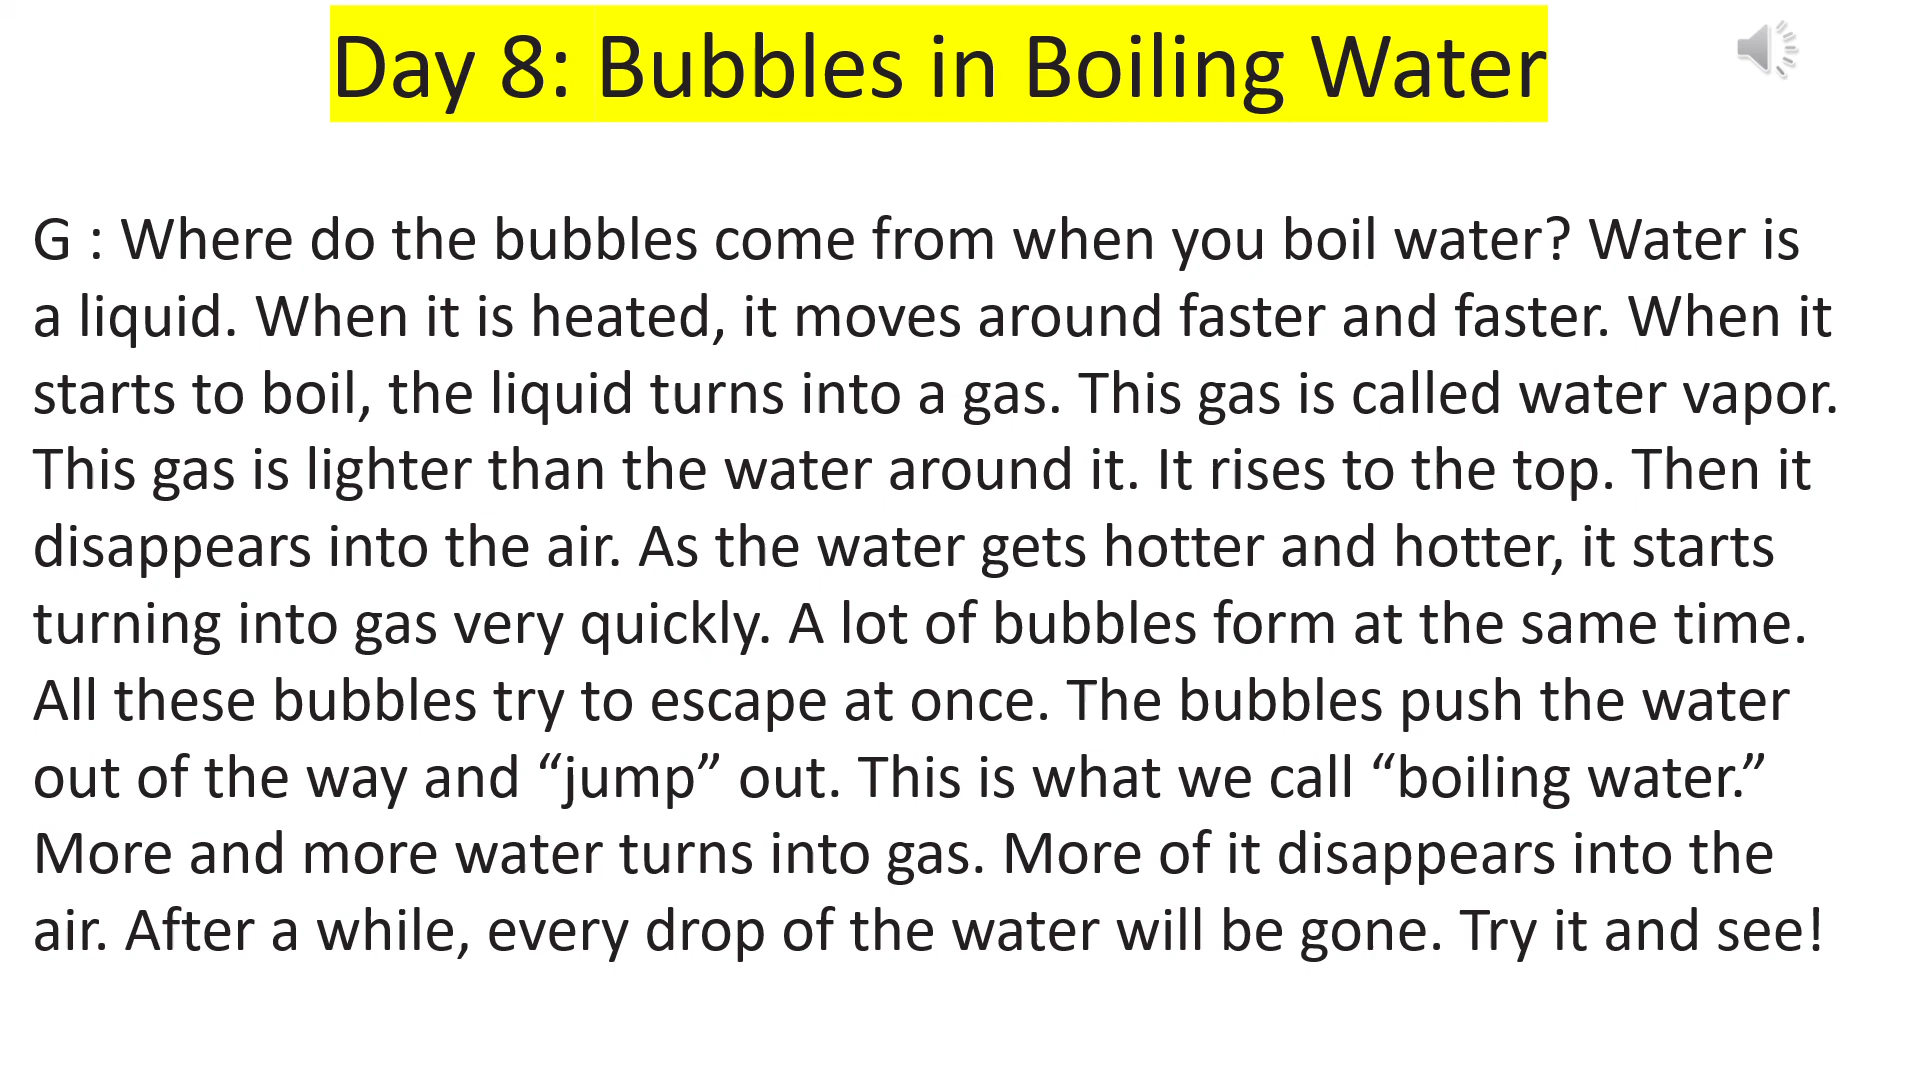 Day 8: Bubbles in Boiling Water
G : Where do the bubbles come from when you boil water? Water is
a liquid. When it is heated, it moves around faster and faster. When it
starts to boil, the liquid turns into a gas. This gas is called water vapor.
This gas is lighter than the water around it. It rises to the top. Then it
disappears into the air. As the water gets hotter and hotter, it starts
turning into gas very quickly. A lot of bubbles form at the same time.
All these bubbles try to escape at once. The bubbles push the water
out of the way and “jump” out. This is what we call “boiling water.”
More and more water turns into gas. More of it disappears into the
air. After a while, every drop of the water will be gone. Try it and see!